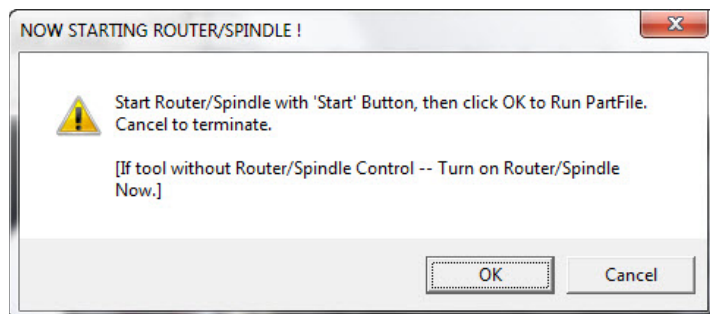 NOW STARTING ROUTER/SPINDLE !
Start Router/Spindle with 'Start' Button, then click OK to Run PartFile.
Cancel to terminate.
[If tool without Router/Spindle Control -- Turn on Router/Spindle
Now.]
OK
Cancel